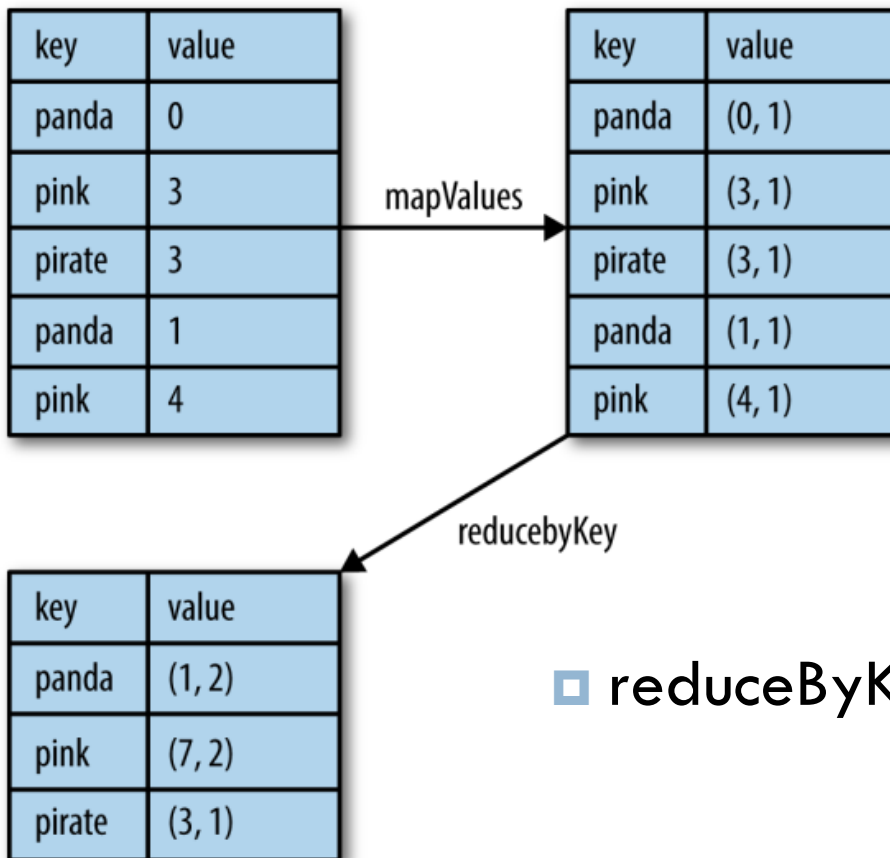 key value
panda 0
pink 3
pirate 3
panda 1
pink 4
mapValues
key value
panda (0, 1)
pink (3, 1)
pirate (3, 1)
panda (1, 1)
pink (4, 1)
reducebyKey
key value
panda (1, 2)
pink (7, 2)
pirate (3, 1)
reduceByK